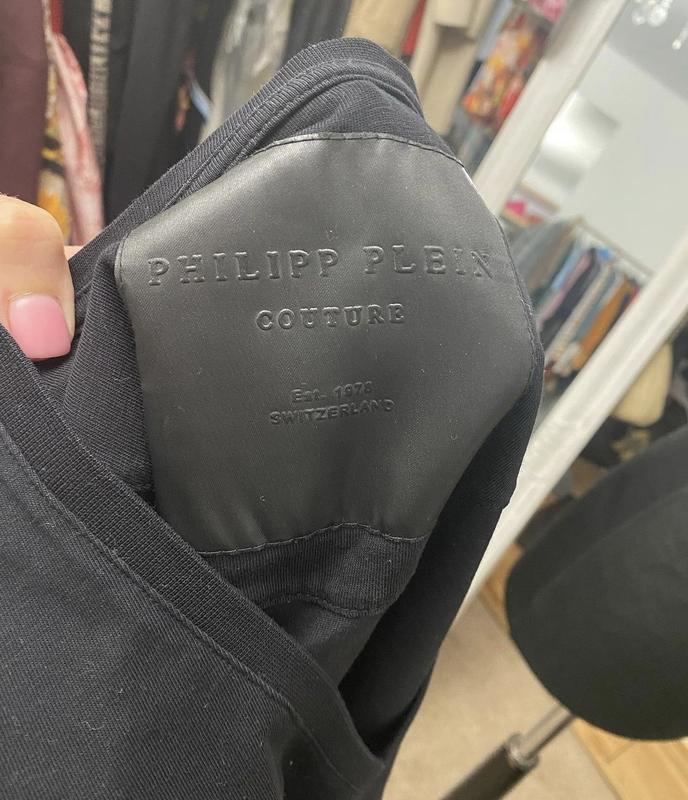 PHILIPP PLEIN
COUTURE
Est. 1978
SWITZERLAND